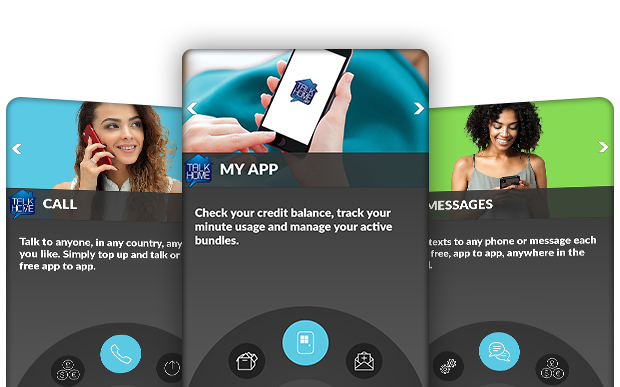 TALK
HOME
TALK
HOME
CALL
Talk to anyone, in any country, any
you like. Simply top up and talk or
free app to app.
TALK
HOME
MY APP
Check your credit balance, track your
minute usage and manage your active
bundles.
MESSAGES
texts to any phone or message each
free, app to app, anywhere in the